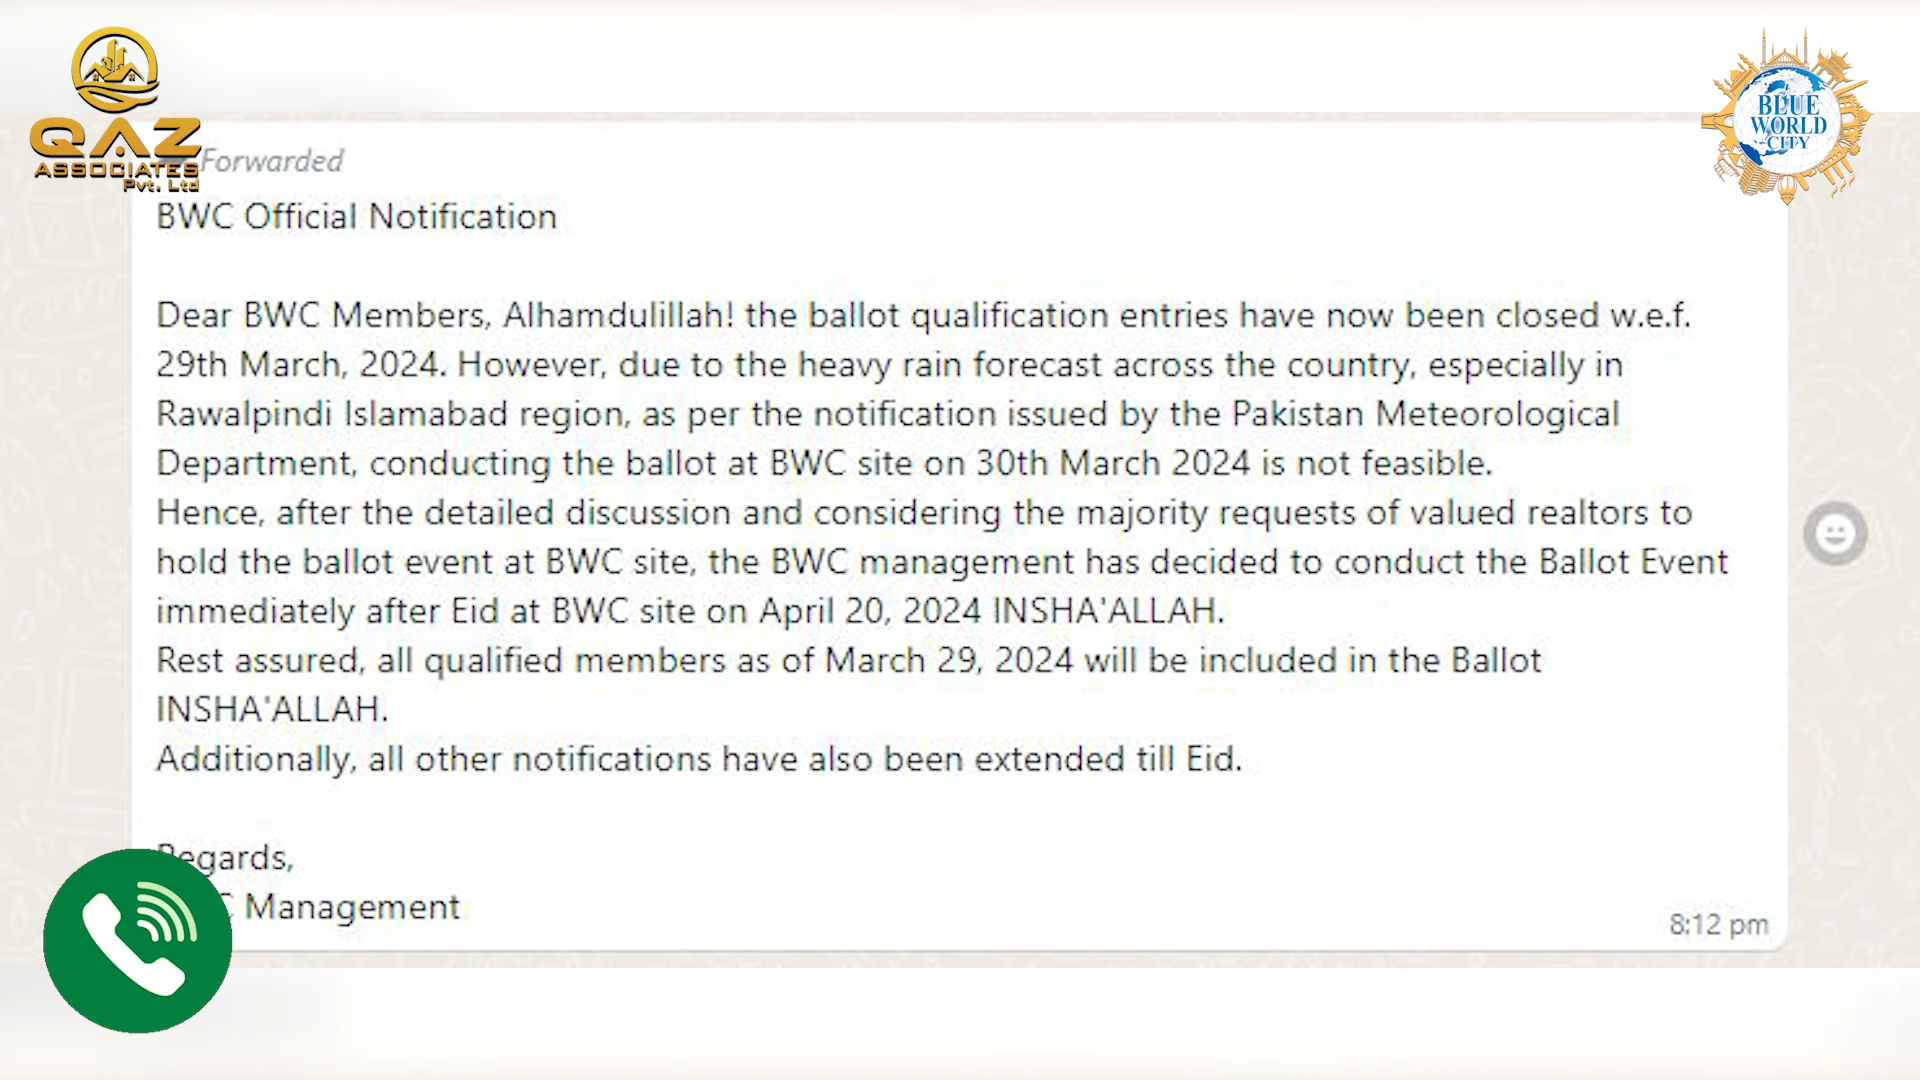 QAZ
ASSOCIATES
Pvt. Ltd
BLUE
WORLD
CITY
Forwarded
BWC Official Notification
Dear BWC Members, Alhamdulillah! the ballot qualification entries have now been closed w.e.f.
29th March, 2024. However, due to the heavy rain forecast across the country, especially in
Rawalpindi Islamabad region, as per the notification issued by the Pakistan Meteorological
Department, conducting the ballot at BWC site on 30th March 2024 is not feasible.
Hence, after the detailed discussion and considering the majority requests of valued realtors to
hold the ballot event at BWC site, the BWC management has decided to conduct the Ballot Event
immediately after Eid at BWC site on April 20, 2024 INSHA'ALLAH.
Rest assured, all qualified members as of March 29, 2024 will be included in the Ballot
INSHA'ALLAH.
Additionally, all other notifications have also been extended till Eid.
Regards,
Management
8:12 pm